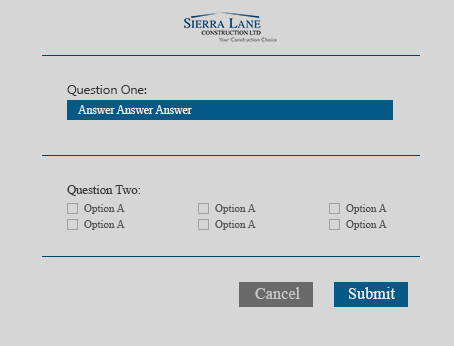 SIERRA LANE
CONSTRUCTION LTD
Your Construction Choice
Question One:
Answer Answer Answer
Question Two:
Option A Option A Option A
Option A Option A Option A
Cancel Submit